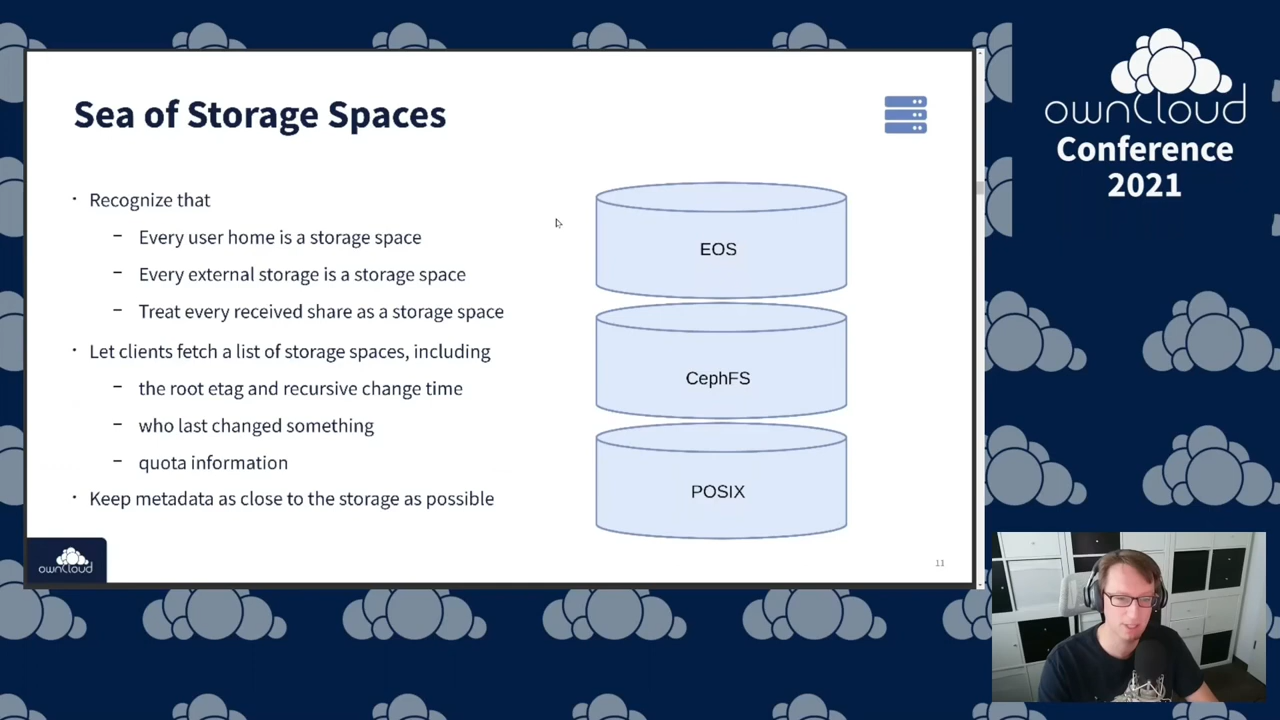 Sea of Storage Spaces
· Recognize that
– Every user home is a storage space
– Every external storage is a storage space
– Treat every received share as a storage space
· Let clients fetch a list of storage spaces, including
– the root etag and recursive change time
– who last changed something
– quota information
· Keep metadata as close to the storage as possible
EOS
CephFS
POSIX
ownCloud
11
ownCloud
Conference
2021